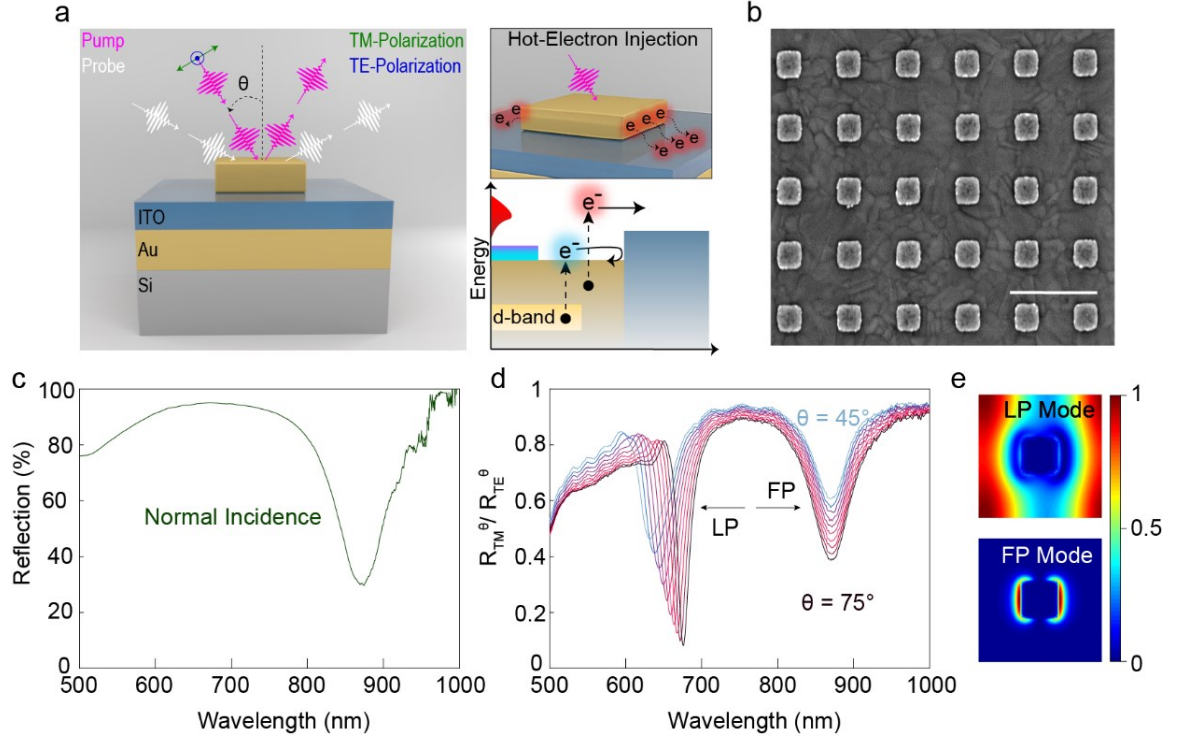 a
Pump
Probe
TM-Polarization
TE-Polarization
θ
ITO
Au
Si
Hot-Electron Injection
e e
e e e
e e e
e⁻
e⁻
Energy
d-band
b
c
Reflection (%)
100
80
60
40
20
0
Normal Incidence
500 600 700 800 900 1000
Wavelength (nm)
d
R_TM^θ / R_TE^θ
1
0.8
0.6
0.4
0.2
0
θ = 45°
FP
LP
θ = 75°
500 600 700 800 900 1000
Wavelength (nm)
e
LP Mode
FP Mode
1
0.5
0